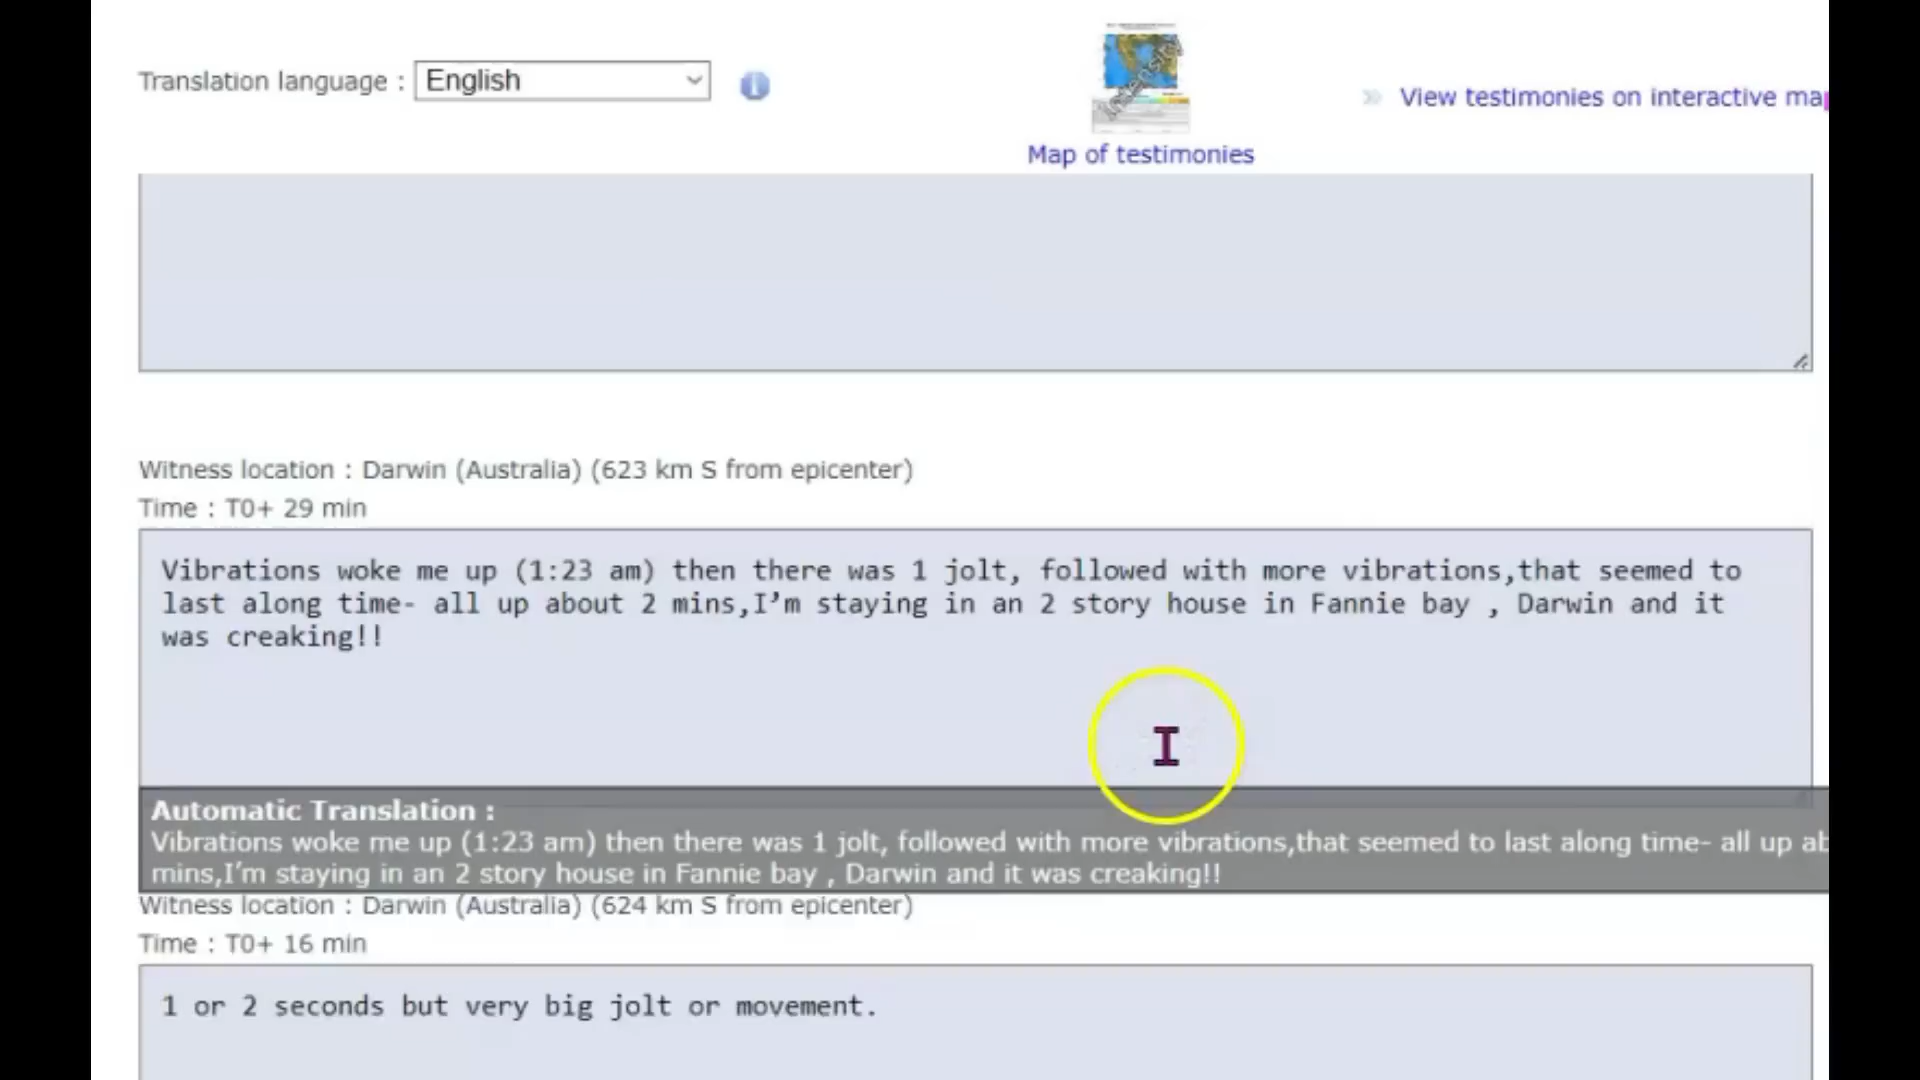 Translation language : English
Intensity
» View testimonies on interactive map
Map of testimonies
Witness location : Darwin (Australia) (623 km S from epicenter)
Time : T0+ 29 min
Vibrations woke me up (1:23 am) then there was 1 jolt, followed with more vibrations,that seemed to
last along time- all up about 2 mins,I’m staying in an 2 story house in Fannie bay , Darwin and it
was creaking!!
Automatic Translation :
Vibrations woke me up (1:23 am) then there was 1 jolt, followed with more vibrations,that seemed to last along time- all up ab
mins,I’m staying in an 2 story house in Fannie bay , Darwin and it was creaking!!
Witness location : Darwin (Australia) (624 km S from epicenter)
Time : T0+ 16 min
1 or 2 seconds but very big jolt or movement.